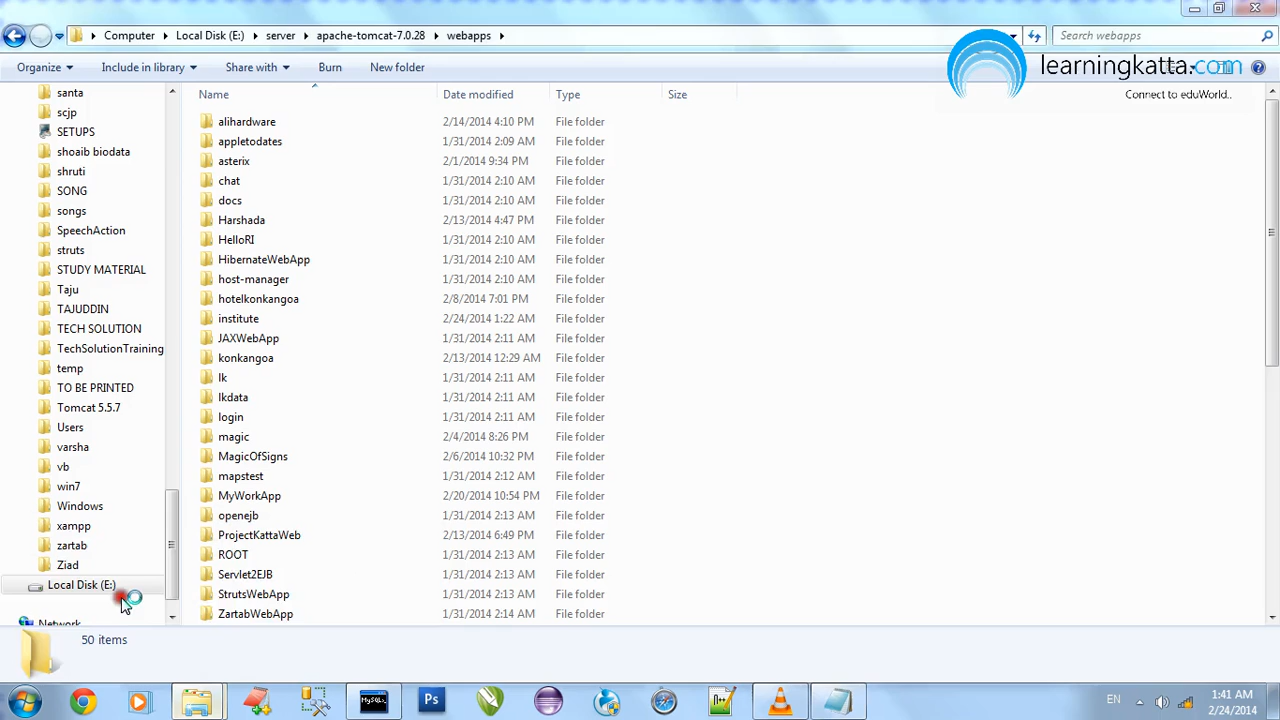 Computer ▸ Local Disk (E:) ▸ server ▸ apache-tomcat-7.0.28 ▸ webapps ▸
Search webapps
Organize
Include in library
Share with
Burn
New folder
learningkatta.com
Connect to eduWorld..
santa
scjp
SETUPS
shoaib biodata
shruti
SONG
songs
SpeechAction
struts
STUDY MATERIAL
Taju
TAJUDDIN
TECH SOLUTION
TechSolutionTraining
temp
TO BE PRINTED
Tomcat 5.5.7
Users
varsha
vb
win7
Windows
xampp
zartab
Ziad
Local Disk (E:)
Network
Name Date modified Type Size
alihardware 2/14/2014 4:10 PM File folder
appletodates 1/31/2014 2:09 AM File folder
asterix 2/1/2014 9:34 PM File folder
chat 1/31/2014 2:10 AM File folder
docs 1/31/2014 2:10 AM File folder
Harshada 2/13/2014 4:47 PM File folder
HelloRI 1/31/2014 2:10 AM File folder
HibernateWebApp 1/31/2014 2:10 AM File folder
host-manager 1/31/2014 2:10 AM File folder
hotelkonkangoa 2/8/2014 7:01 PM File folder
institute 2/24/2014 1:22 AM File folder
JAXWebApp 1/31/2014 2:11 AM File folder
konkangoa 2/13/2014 12:29 AM File folder
lk 1/31/2014 2:11 AM File folder
lkdata 1/31/2014 2:11 AM File folder
login 1/31/2014 2:11 AM File folder
magic 2/4/2014 8:26 PM File folder
MagicOfSigns 2/6/2014 10:32 PM File folder
mapstest 1/31/2014 2:12 AM File folder
MyWorkApp 2/20/2014 10:54 PM File folder
openejb 1/31/2014 2:13 AM File folder
ProjectKattaWeb 2/13/2014 6:49 PM File folder
ROOT 1/31/2014 2:13 AM File folder
Servlet2EJB 1/31/2014 2:13 AM File folder
StrutsWebApp 1/31/2014 2:13 AM File folder
ZartabWebApp 1/31/2014 2:14 AM File folder
50 items
MySQL
Ps
EN
1:41 AM
2/24/2014